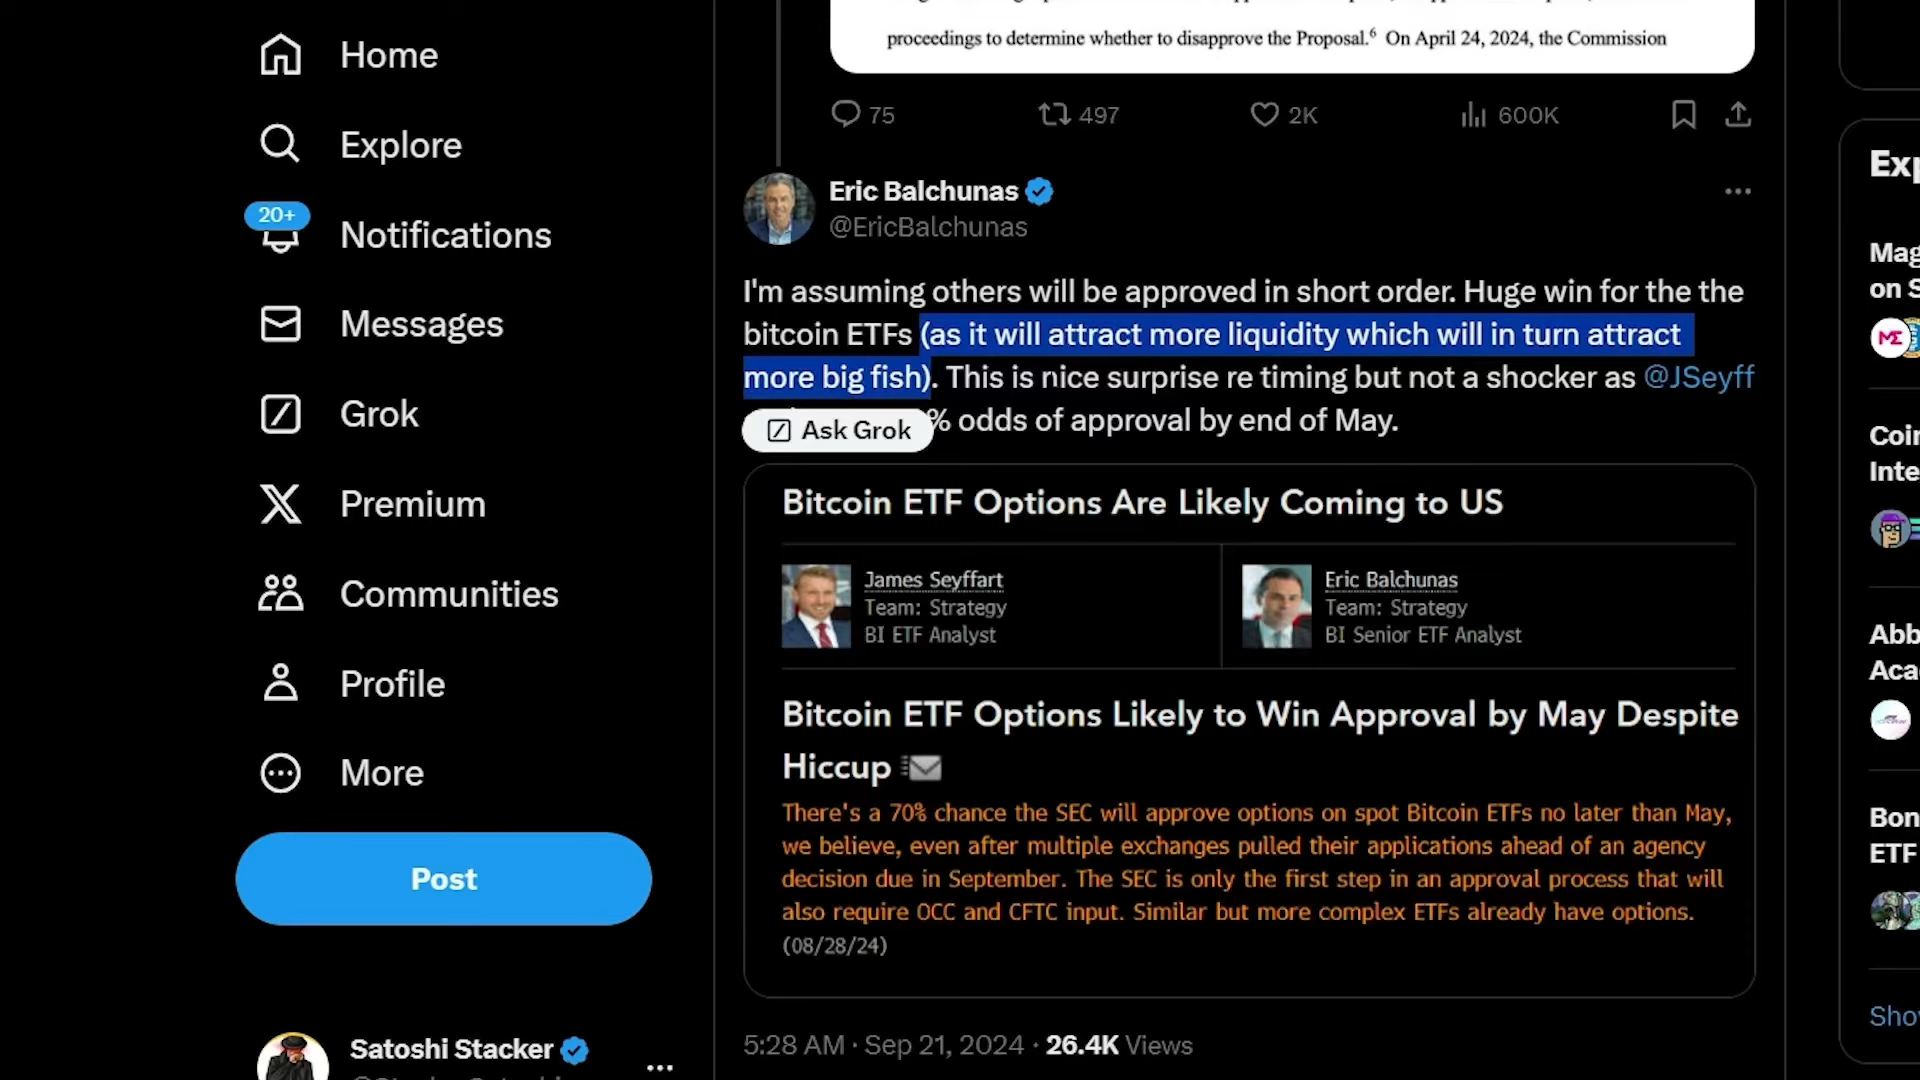 Home
Explore
20+
Notifications
Messages
Grok
Premium
Communities
Profile
More
Post
Satoshi Stacker
proceedings to determine whether to disapprove the Proposal.⁶ On April 24, 2024, the Commission
75 497 2K 600K
Eric Balchunas
@EricBalchunas
I'm assuming others will be approved in short order. Huge win for the the
bitcoin ETFs (as it will attract more liquidity which will in turn attract
more big fish). This is nice surprise re timing but not a shocker as @JSeyff
% odds of approval by end of May.
Ask Grok
Bitcoin ETF Options Are Likely Coming to US
James Seyffart
Team: Strategy
BI ETF Analyst
Eric Balchunas
Team: Strategy
BI Senior ETF Analyst
Bitcoin ETF Options Likely to Win Approval by May Despite
Hiccup
There's a 70% chance the SEC will approve options on spot Bitcoin ETFs no later than May,
we believe, even after multiple exchanges pulled their applications ahead of an agency
decision due in September. The SEC is only the first step in an approval process that will
also require OCC and CFTC input. Similar but more complex ETFs already have options.
(08/28/24)
5:28 AM · Sep 21, 2024 · 26.4K Views
Exp
Mag
on S
Coin
Inte
Abb
Aca
Bon
ETF
Sho